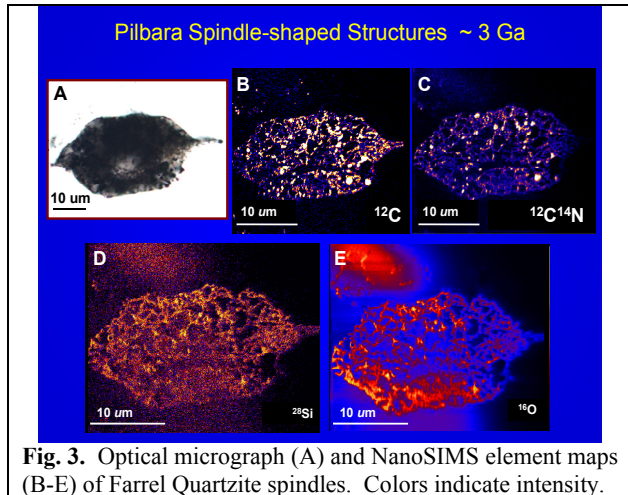 Pilbara Spindle-shaped Structures ~ 3 Ga
A
10 um
B
10 um
12C
C
10 um
12C14N
D
10 um
28Si
E
10 um
16O
Fig. 3. Optical micrograph (A) and NanoSIMS element maps
(B-E) of Farrel Quartzite spindles. Colors indicate intensity.